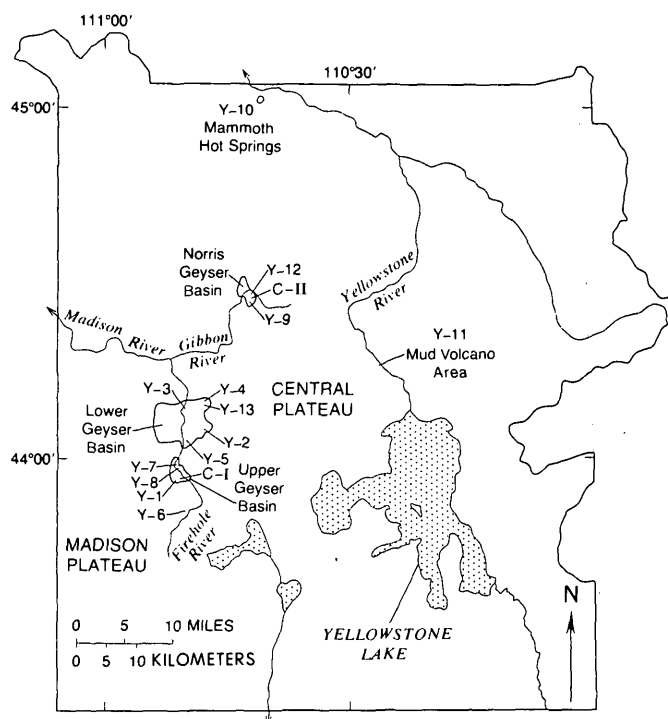 111°00'
110°30'
45°00'
Y-10
Mammoth
Hot Springs
Norris
Geyser
Basin
Y-12
C-II
Y-9
Yellowstone
River
Madison River
Gibbon
River
Y-11
Mud Volcano
Area
Y-3
Y-4
Y-13
CENTRAL
PLATEAU
Lower
Geyser
Basin
Y-2
Y-5
44°00'
Y-7
C-I
Y-8
Y-1
Y-6
Upper
Geyser
Basin
Firehole
River
MADISON
PLATEAU
0 5 10 MILES
0 5 10 KILOMETERS
YELLOWSTONE
LAKE
N